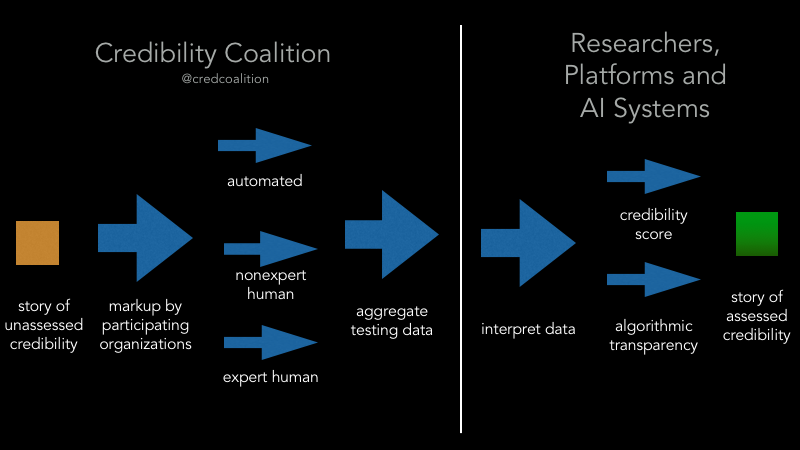 Credibility Coalition
@credcoalition
Researchers,
Platforms and
AI Systems
story of
unassessed
credibility
markup by
participating
organizations
automated
nonexpert
human
expert human
aggregate
testing data
interpret data
credibility
score
algorithmic
transparency
story of
assessed
credibility